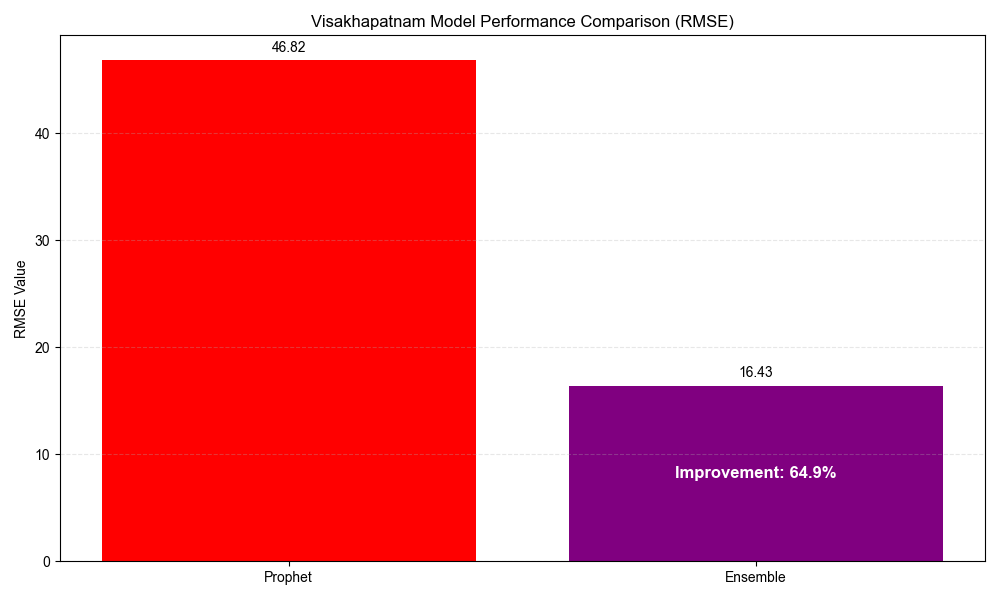 Visakhapatnam Model Performance Comparison (RMSE)
46.82
40
30
20
10
0
RMSE Value
16.43
Improvement: 64.9%
Prophet
Ensemble